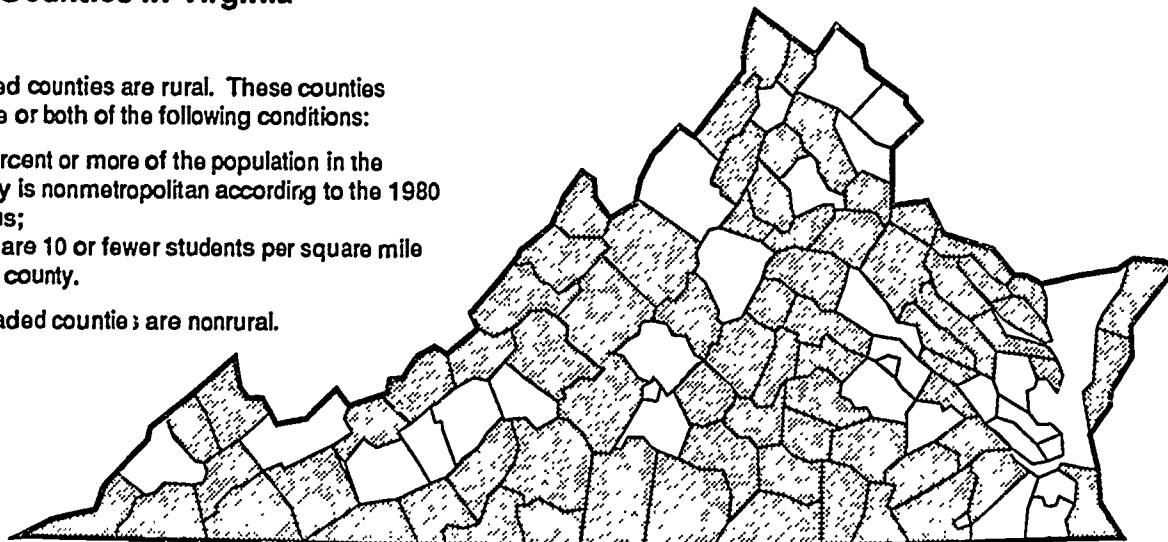 Counties in Virginia
ed counties are rural. These counties
e or both of the following conditions:
ercent or more of the population in the
y is nonmetropolitan according to the 1980
us;
are 10 or fewer students per square mile
county.
aded counties are nonrural.